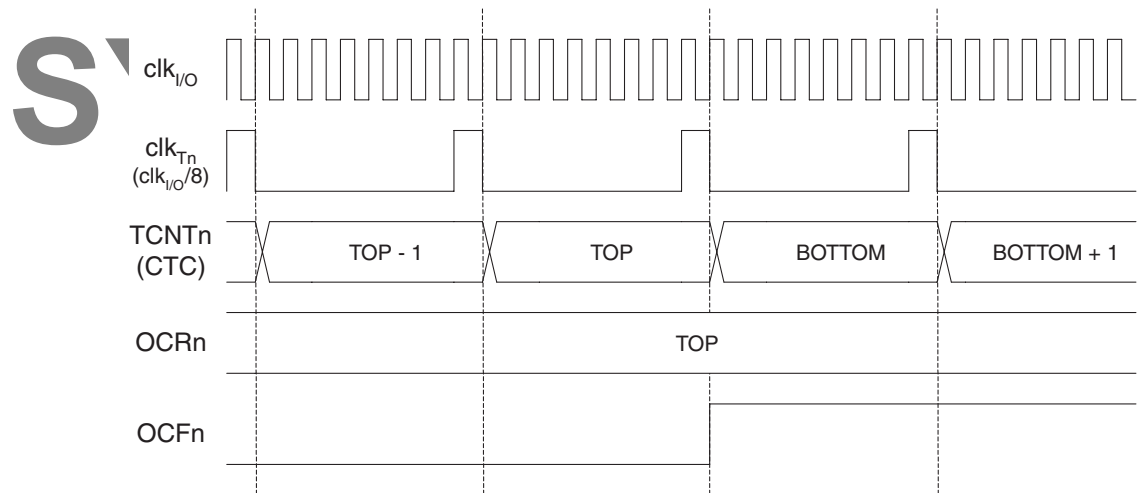 S
clkI/O
clkTn
(clkI/O/8)
TCNTn
(CTC)
TOP - 1
TOP
BOTTOM
BOTTOM + 1
OCRn
TOP
OCFn